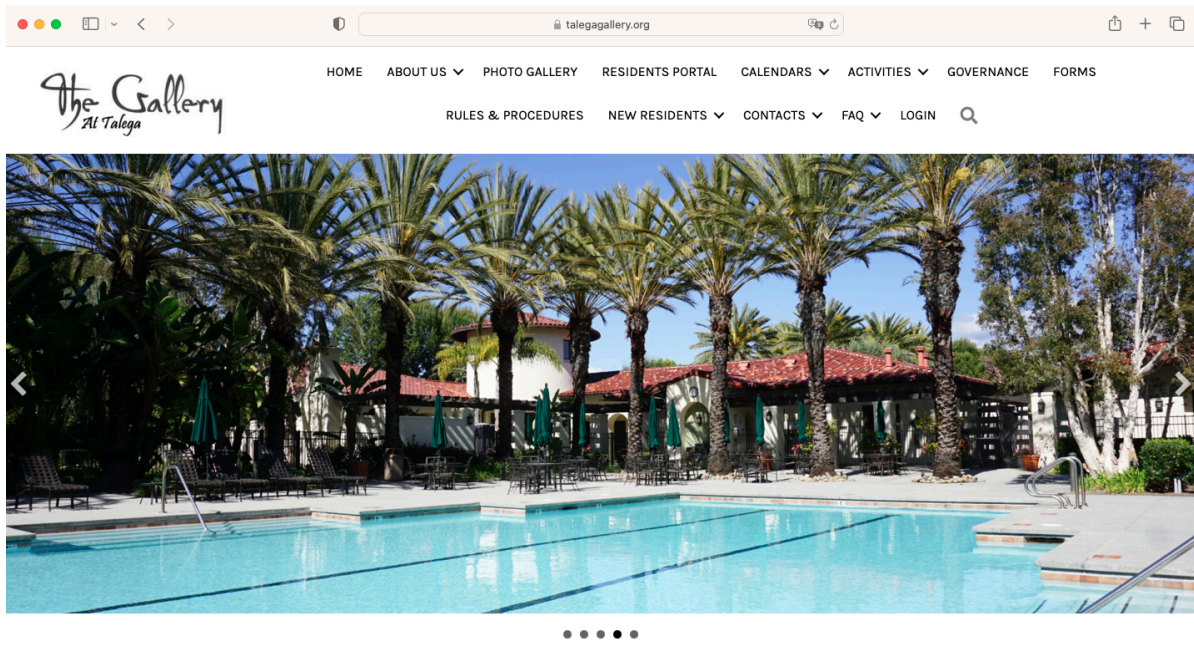 talegagallery.org
The Gallery
At Talega
HOME ABOUT US PHOTO GALLERY RESIDENTS PORTAL CALENDARS ACTIVITIES GOVERNANCE FORMS
RULES & PROCEDURES NEW RESIDENTS CONTACTS FAQ LOGIN